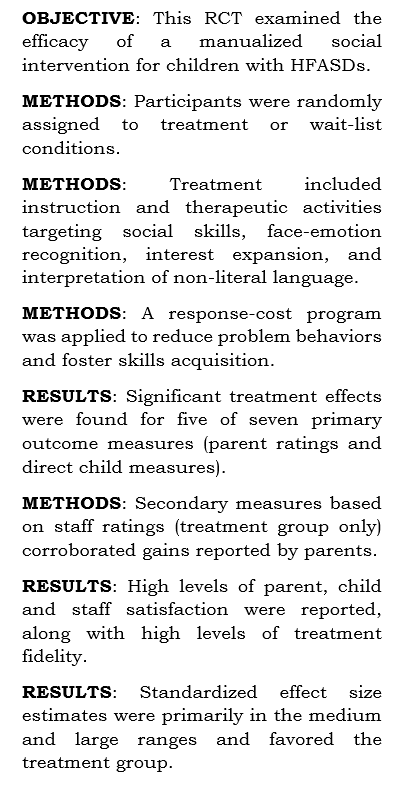 OBJECTIVE: This RCT examined the
efficacy of a manualized social
intervention for children with HFASDs.
METHODS: Participants were randomly
assigned to treatment or wait-list
conditions.
METHODS: Treatment included
instruction and therapeutic activities
targeting social skills, face-emotion
recognition, interest expansion, and
interpretation of non-literal language.
METHODS: A response-cost program
was applied to reduce problem behaviors
and foster skills acquisition.
RESULTS: Significant treatment effects
were found for five of seven primary
outcome measures (parent ratings and
direct child measures).
METHODS: Secondary measures based
on staff ratings (treatment group only)
corroborated gains reported by parents.
RESULTS: High levels of parent, child
and staff satisfaction were reported,
along with high levels of treatment
fidelity.
RESULTS: Standardized effect size
estimates were primarily in the medium
and large ranges and favored the
treatment group.